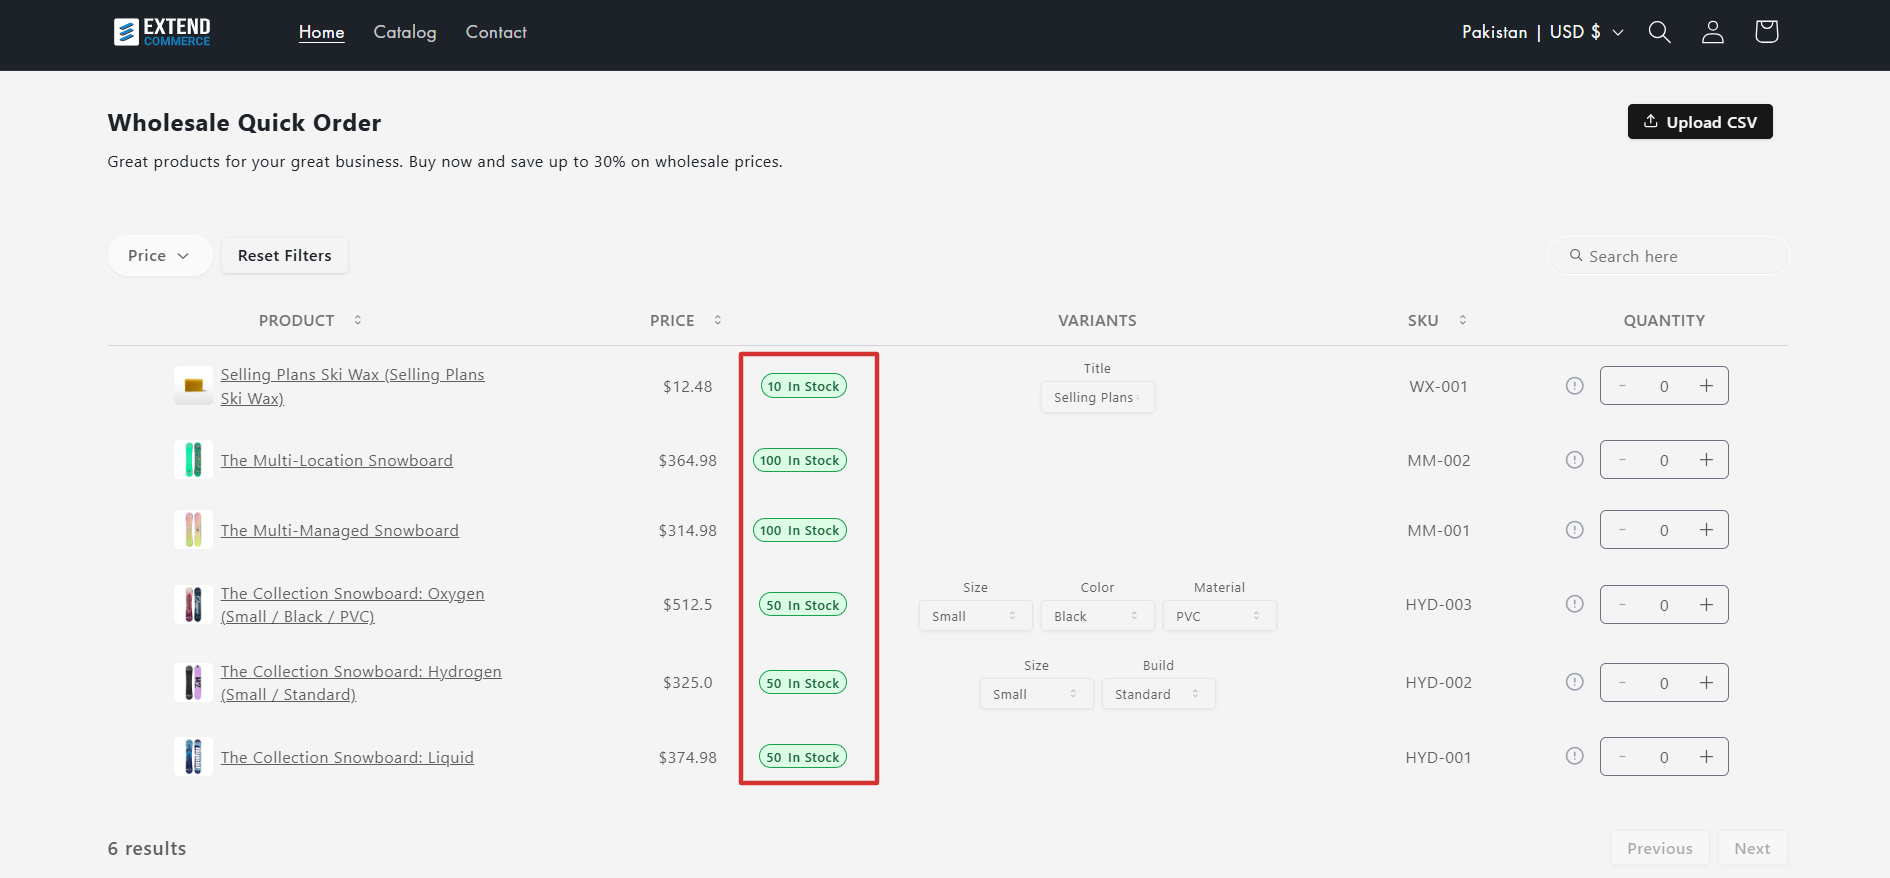 EXTEND
COMMERCE
Home Catalog Contact
Pakistan | USD $
Wholesale Quick Order
Upload CSV
Great products for your great business. Buy now and save up to 30% on wholesale prices.
Price
Reset Filters
Search here
PRODUCT PRICE VARIANTS SKU QUANTITY
Selling Plans Ski Wax (Selling Plans
Ski Wax)
$12.48
10 In Stock
Title
Selling Plans
WX-001
- 0 +
The Multi-Location Snowboard
$364.98
100 In Stock
MM-002
- 0 +
The Multi-Managed Snowboard
$314.98
100 In Stock
MM-001
- 0 +
The Collection Snowboard: Oxygen
(Small / Black / PVC)
$512.5
50 In Stock
Size Color Material
Small Black PVC
HYD-003
- 0 +
The Collection Snowboard: Hydrogen
(Small / Standard)
$325.0
50 In Stock
Size Build
Small Standard
HYD-002
- 0 +
The Collection Snowboard: Liquid
$374.98
50 In Stock
HYD-001
- 0 +
6 results
Previous Next